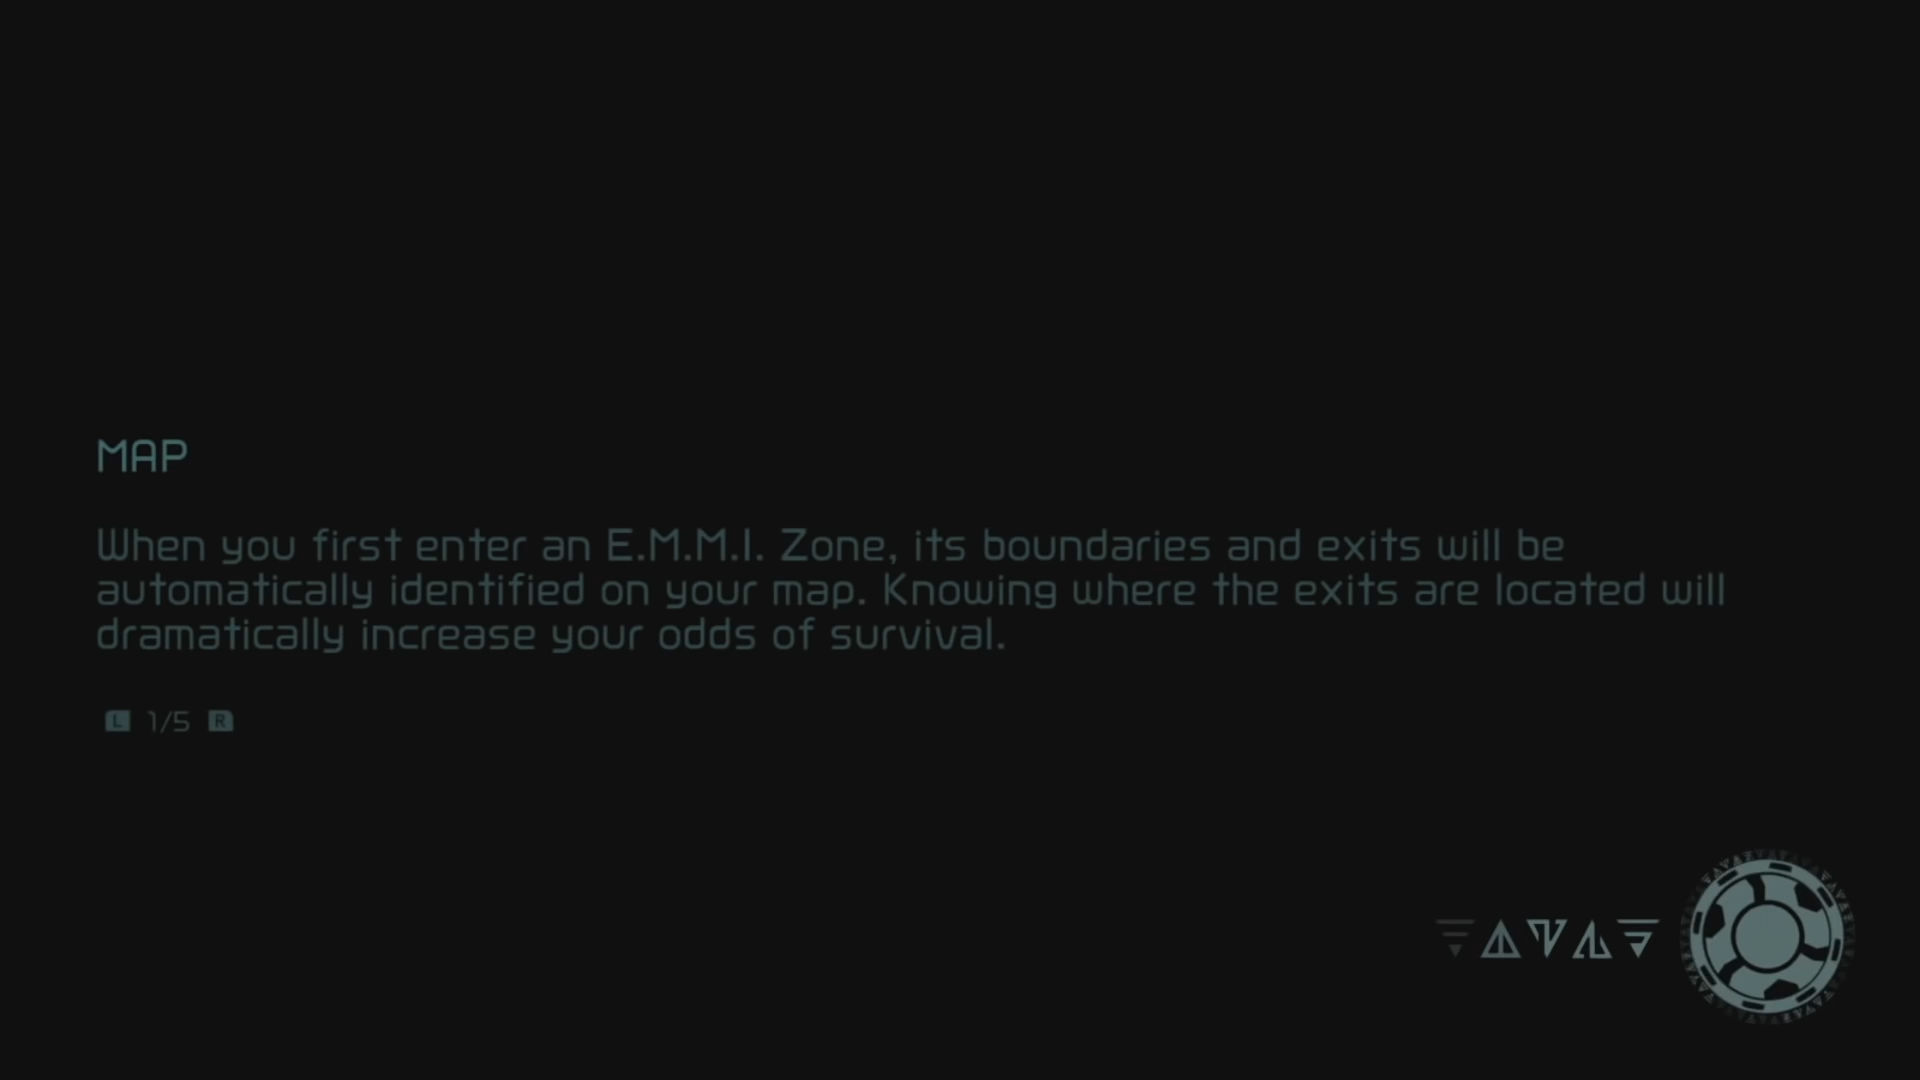 MAP
When you first enter an E.M.M.I. Zone, its boundaries and exits will be
automatically identified on your map. Knowing where the exits are located will
dramatically increase your odds of survival.
L 1/5 R